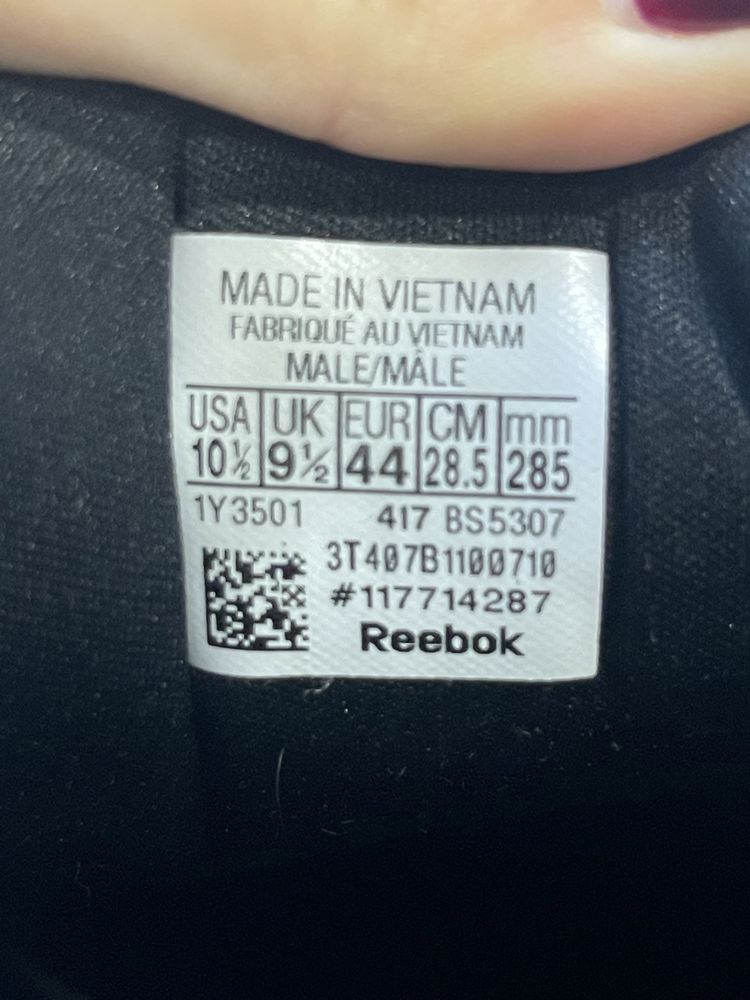 MADE IN VIETNAM
FABRIQUÉ AU VIETNAM
MALE/MÂLE
USA UK EUR CM mm
10½ 9½ 44 28.5 285
1Y3501 417 BS5307
3T407B1100710
#117714287
Reebok